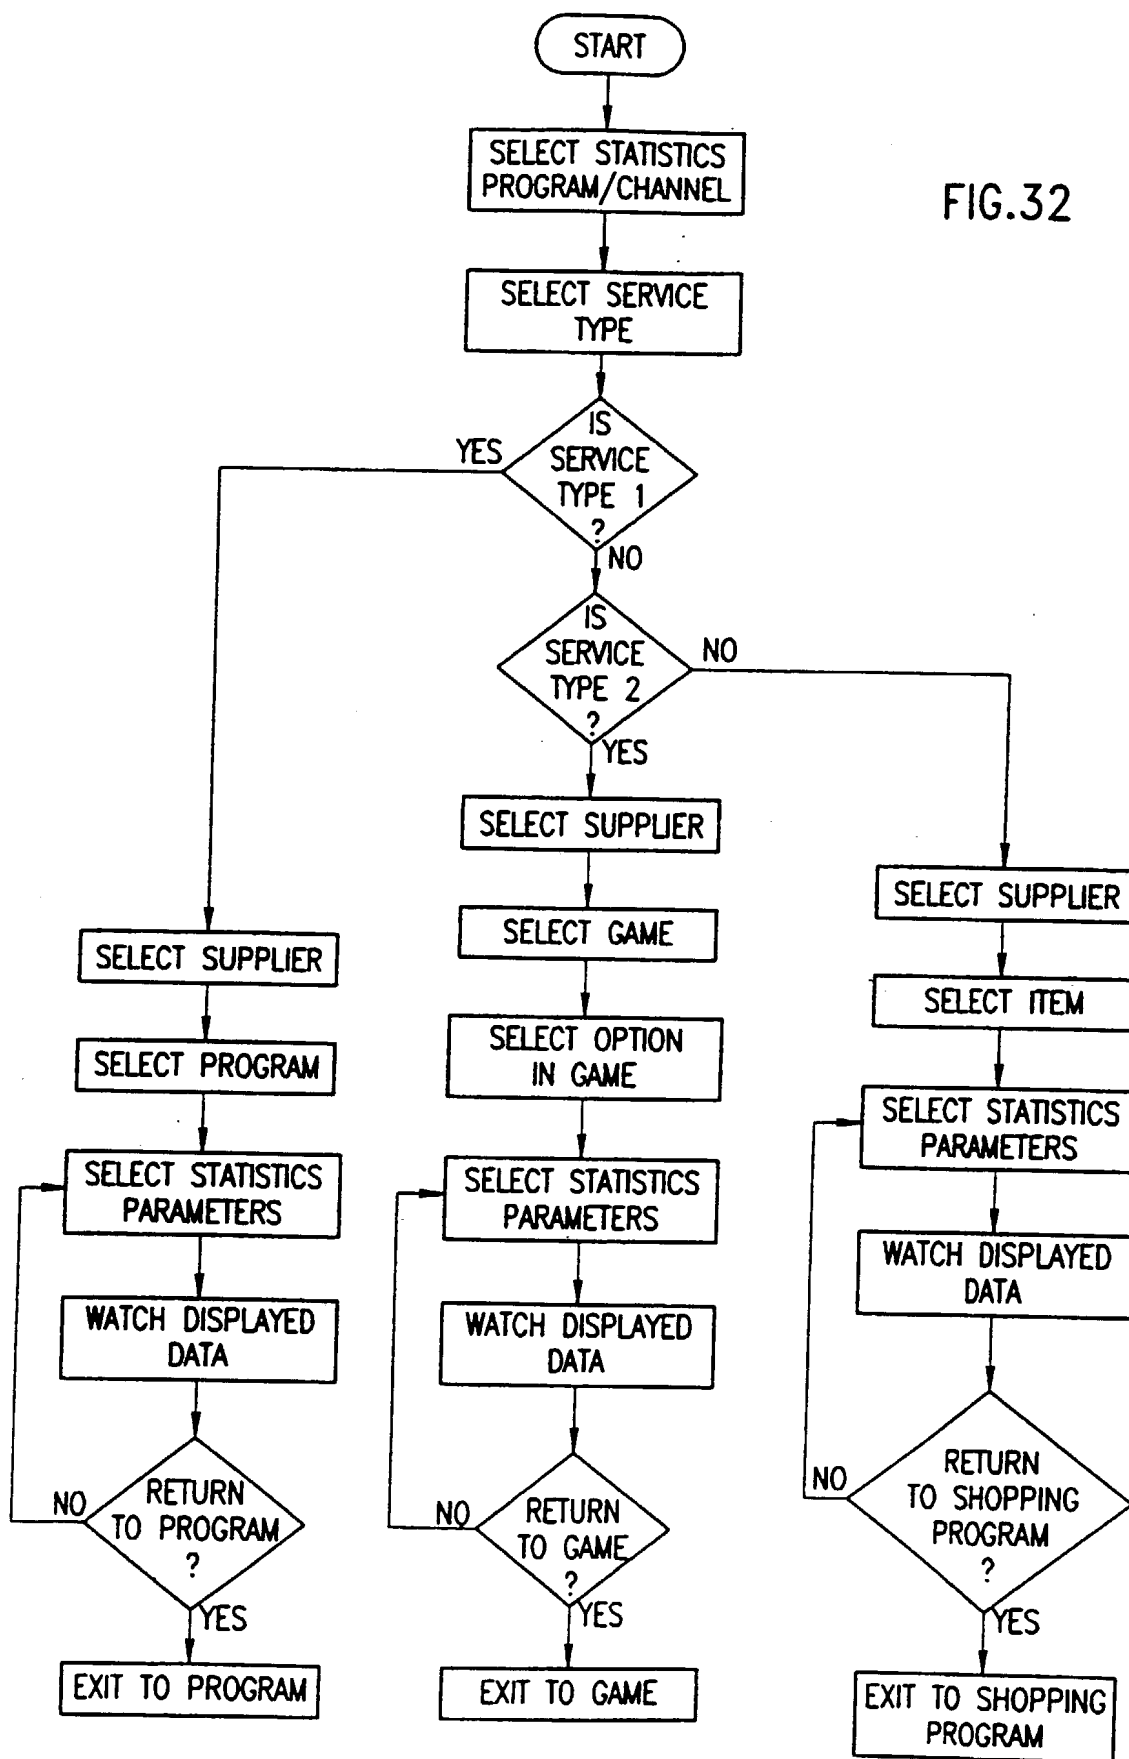 START
SELECT STATISTICS
PROGRAM/CHANNEL
FIG.32
SELECT SERVICE
TYPE
IS
SERVICE
TYPE 1
?
YES
NO
IS
SERVICE
TYPE 2
?
NO
YES
SELECT SUPPLIER
SELECT PROGRAM
SELECT STATISTICS
PARAMETERS
WATCH DISPLAYED
DATA
RETURN
TO PROGRAM
?
NO
YES
EXIT TO PROGRAM
SELECT SUPPLIER
SELECT GAME
SELECT OPTION
IN GAME
SELECT STATISTICS
PARAMETERS
WATCH DISPLAYED
DATA
RETURN
TO GAME
?
NO
YES
EXIT TO GAME
SELECT SUPPLIER
SELECT ITEM
SELECT STATISTICS
PARAMETERS
WATCH DISPLAYED
DATA
RETURN
TO SHOPPING
PROGRAM
?
NO
YES
EXIT TO SHOPPING
PROGRAM